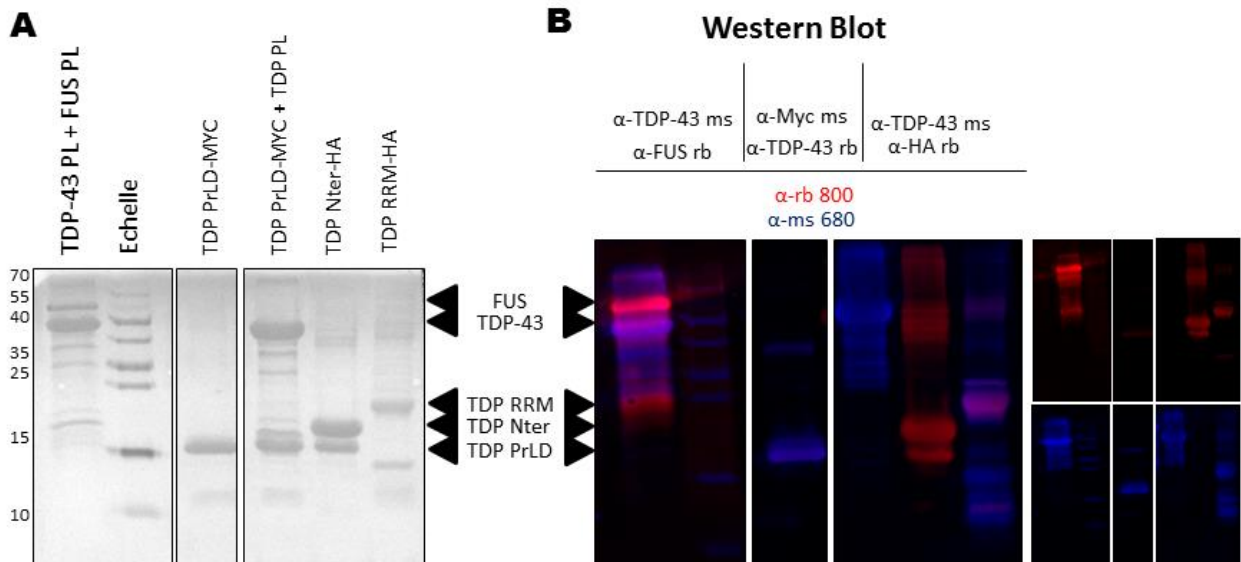 A
TDP-43 PL + FUS PL
Echelle
TDP PrLD-MYC
TDP PrLD-MYC + TDP PL
TDP Nter-HA
TDP RRM-HA
70
55
40
35
25
15
10
FUS
TDP-43
TDP RRM
TDP Nter
TDP PrLD
B
Western Blot
α-TDP-43 ms
α-FUS rb
α-Myc ms
α-TDP-43 rb
α-TDP-43 ms
α-HA rb
α-rb 800
α-ms 680